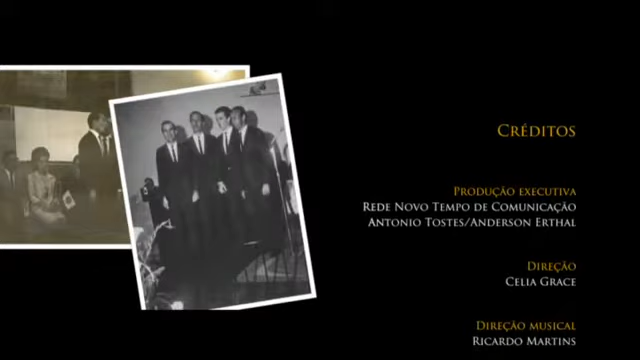 Créditos
Produção executiva
Rede Novo Tempo de Comunicação
Antonio Tostes/Anderson Erthal
Direção
Celia Grace
Direção musical
Ricardo Martins